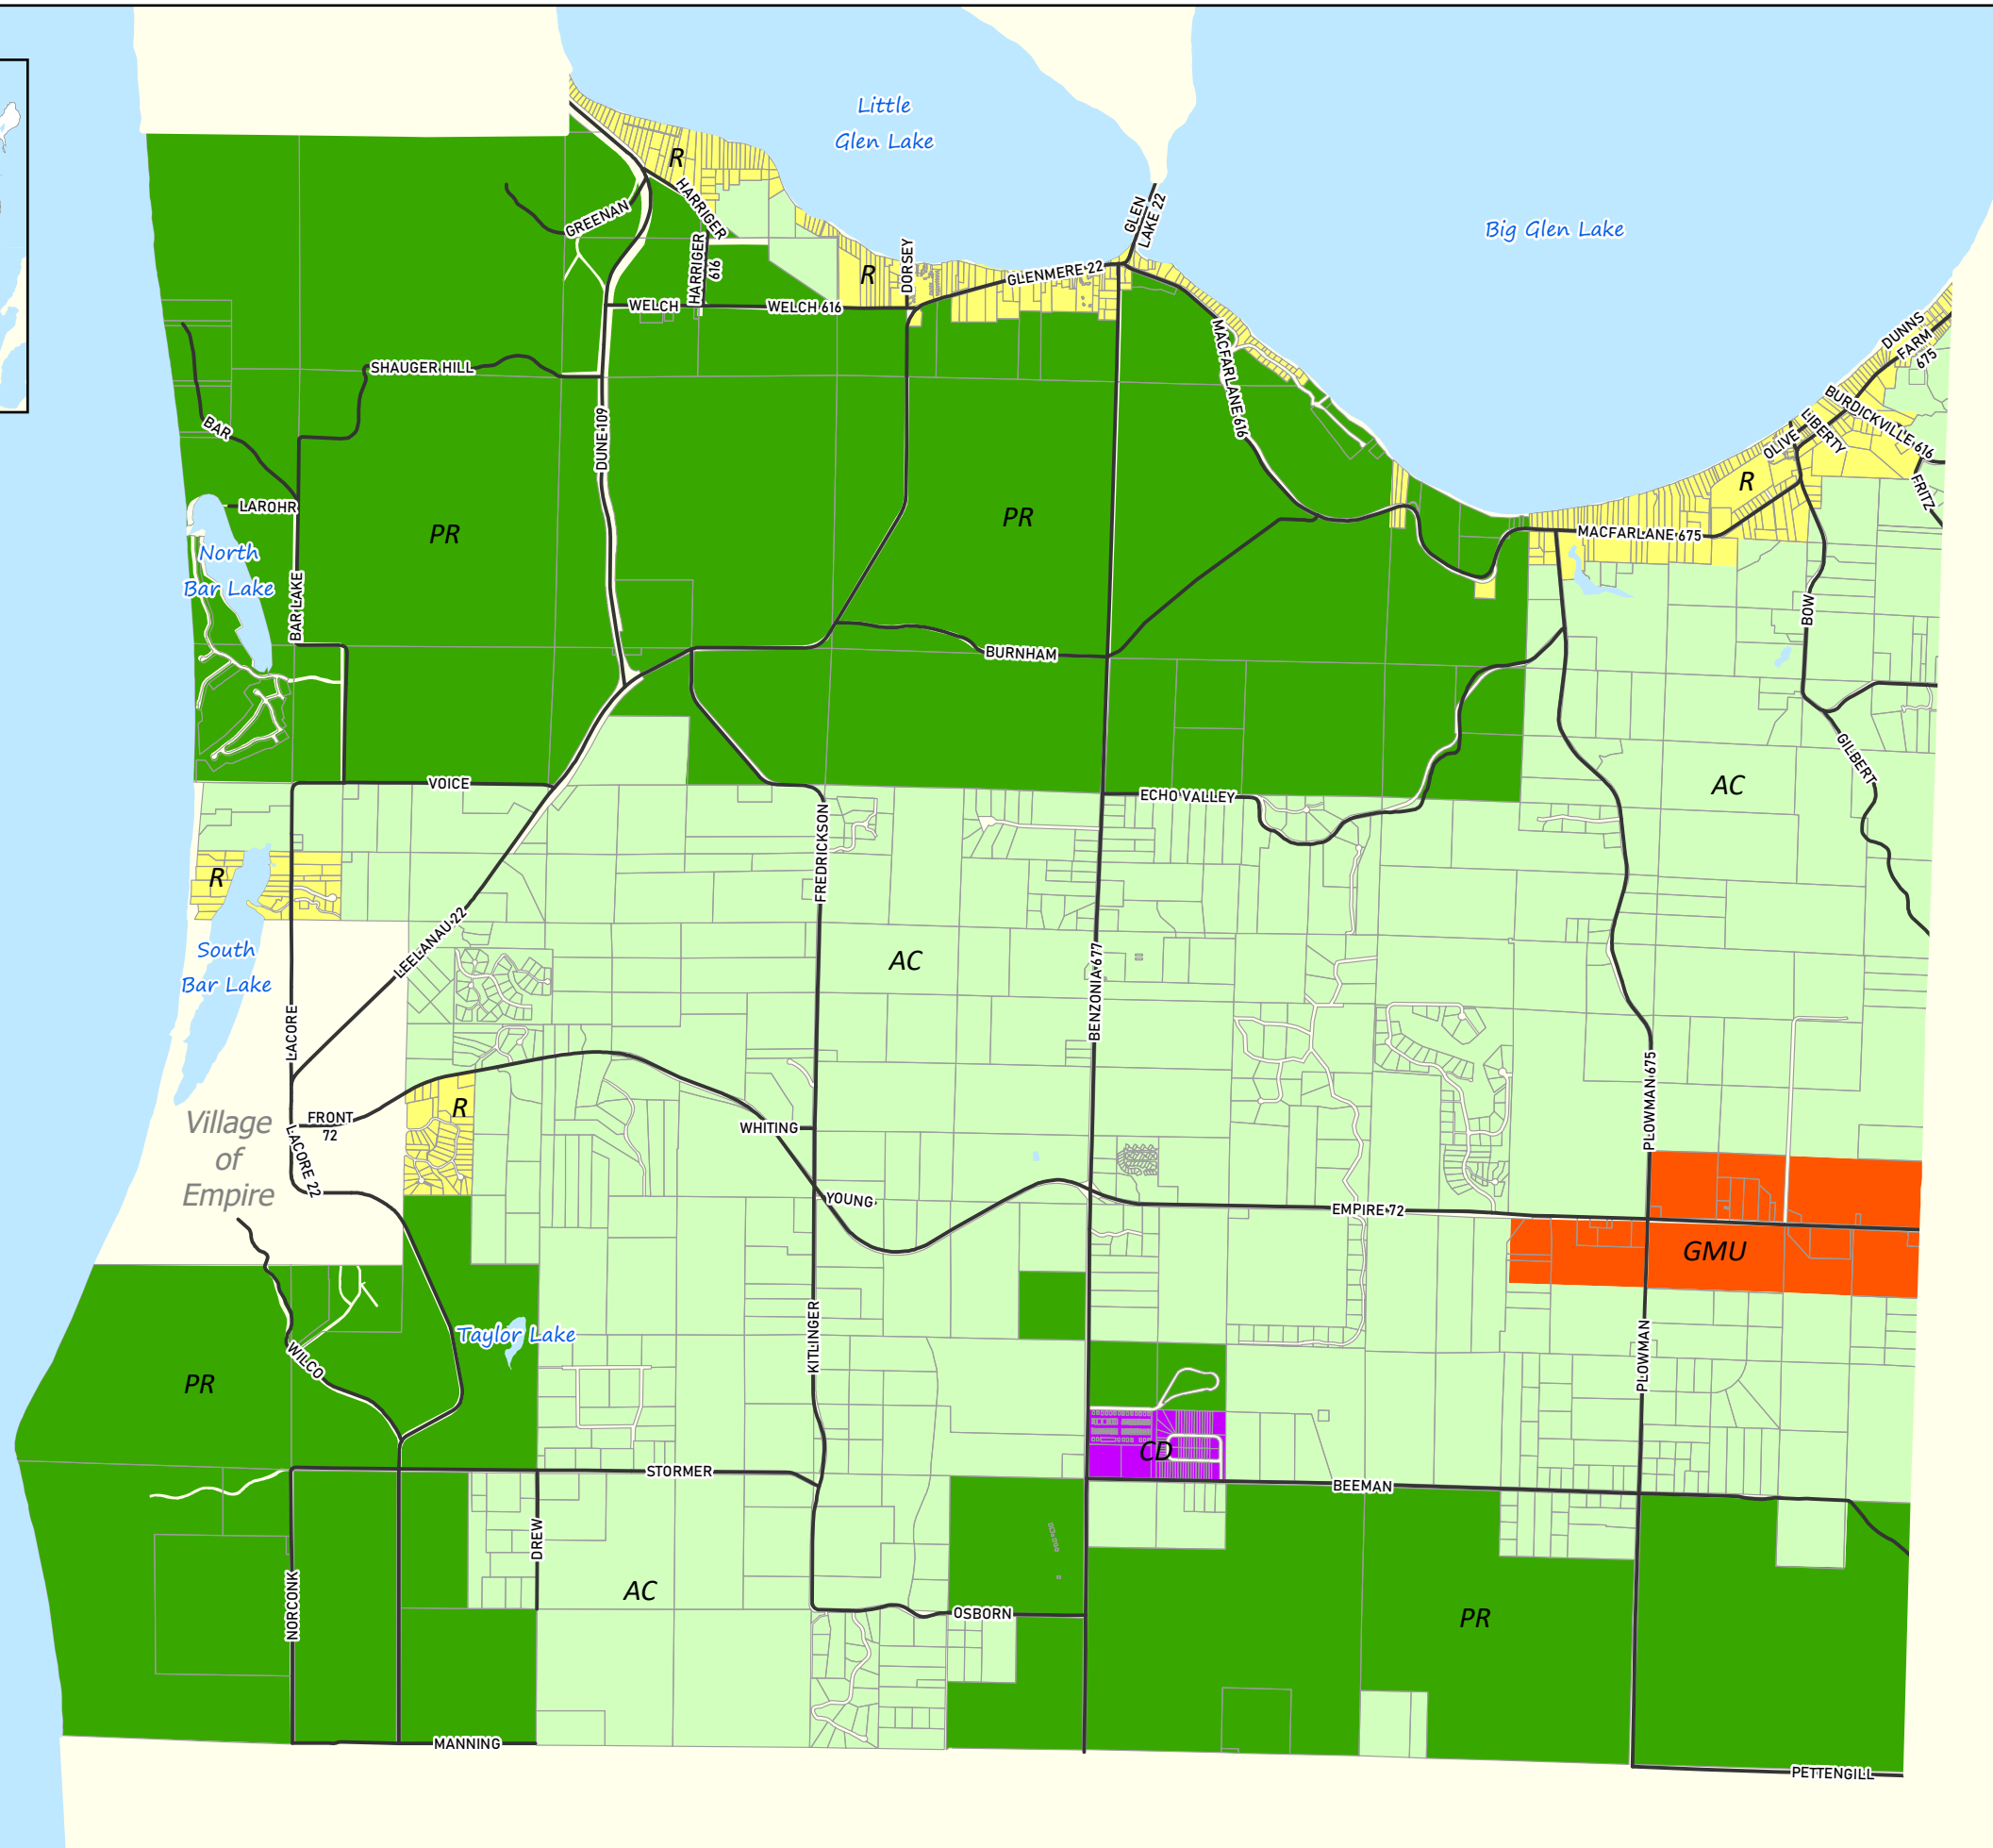 Little
Glen Lake
R
HARRIGER
GREENAN
GLEN
LAKE 22
Big Glen Lake
HARRIGER
616
R
DORSEY
GLENMERE 22
WELCH
WELCH 616
MACFARLANE 616
DUNNS
FARM
675
SHAUGER HILL
BURDICKVILLE 616
BAR
DUNE 109
OLIVE
LIBERTY
R
FRITZ
LAROHR
PR
PR
MACFARLANE 675
North
Bar Lake
BAR LAKE
BOW
BURNHAM
GILBERT
VOICE
ECHO VALLEY
AC
FREDRICKSON
R
LEELANAU 22
South
Bar Lake
AC
BENZONIA 677
LACORE
PLOWMAN 675
R
FRONT
72
Village
of
Empire
LACORE 22
WHITING
YOUNG
EMPIRE 72
GMU
Taylor Lake
KITLINGER
WILCO
PLOWMAN
PR
CD
STORMER
BEEMAN
DREW
NORCONK
AC
OSBORN
PR
MANNING
PETTENGILL